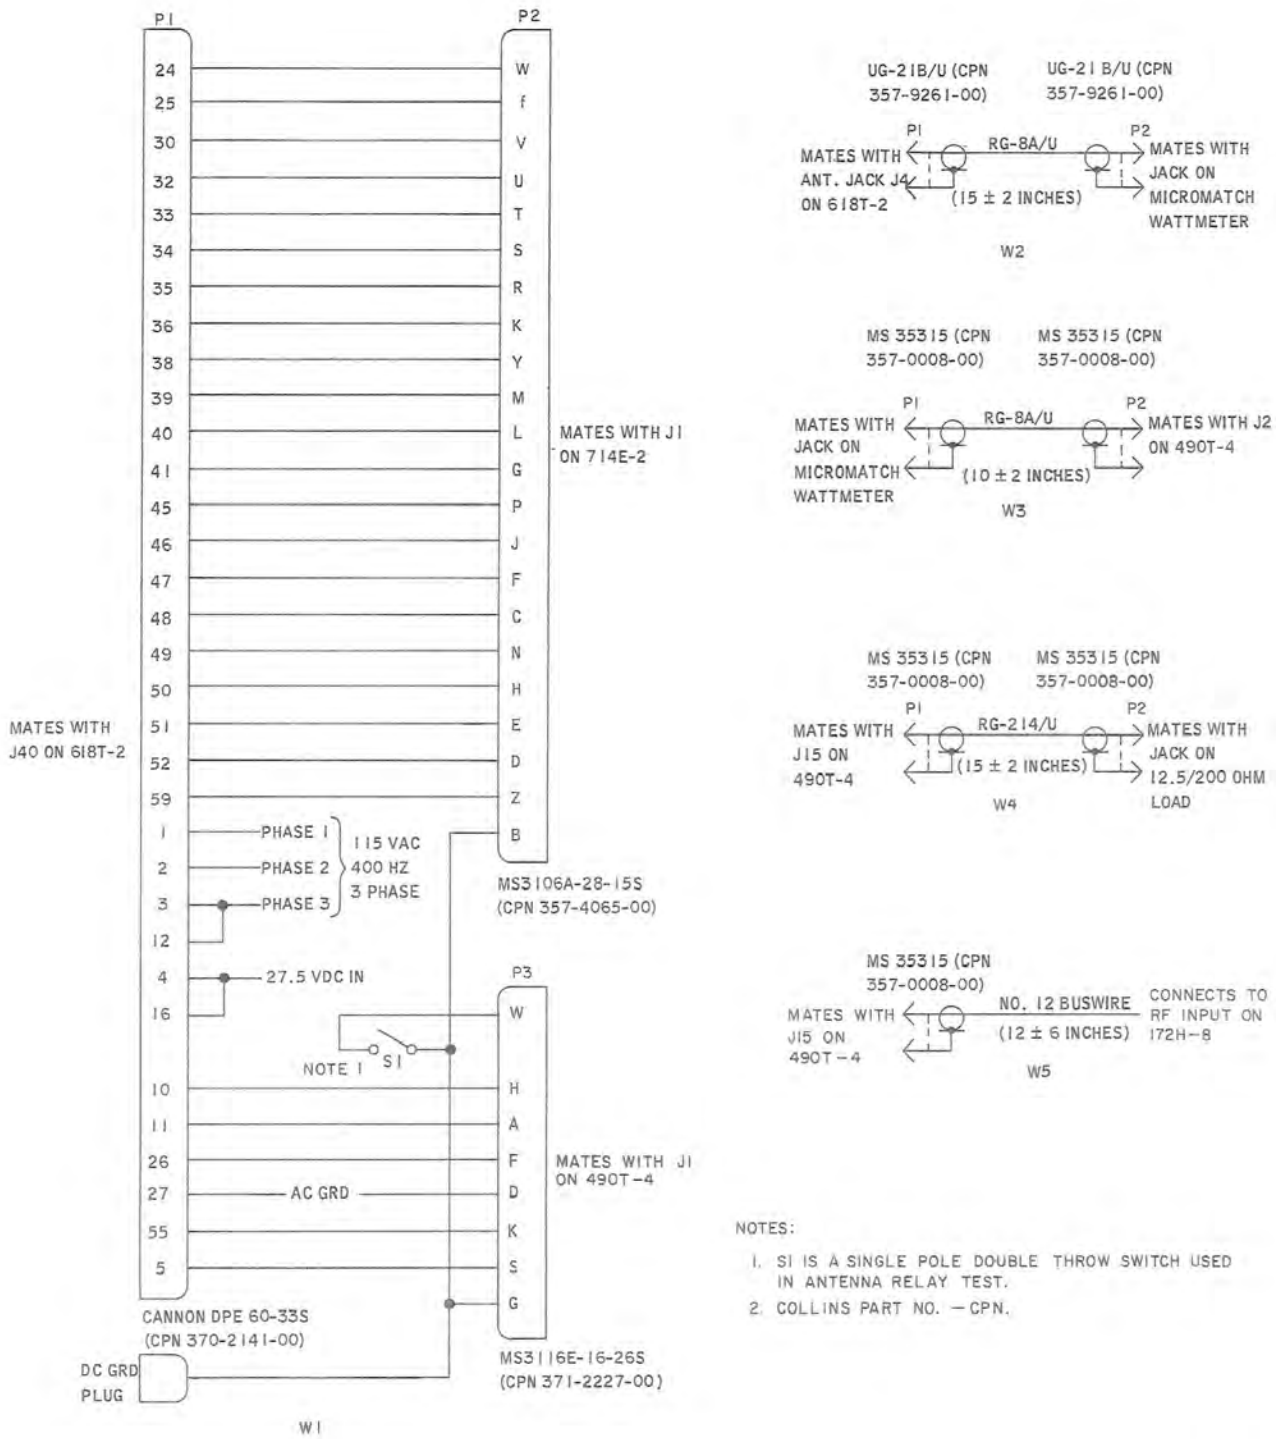 P1 P2
24 W
25 f
30 V
32 U
33 T
34 S
35 R
36 K
38 Y
39 M
40 L
41 G
45 P
46 J
47 F
48 C
49 N
50 H
51 E
52 D
59 Z
1 PHASE 1 B
2 PHASE 2
3 PHASE 3
115 VAC
400 HZ
3 PHASE
12
4 27.5 VDC IN
16
MATES WITH
J40 ON 618T-2
MATES WITH J1
ON 714E-2
MS3106A-28-15S
(CPN 357-4065-00)
P3
W
NOTE 1 S1
10 H
11 A
26 F
27 AC GRD D
55 K
5 S
G
MATES WITH J1
ON 490T-4
CANNON DPE 60-33S
(CPN 370-2141-00)
MS3116E-16-26S
(CPN 371-2227-00)
DC GRD
PLUG
W1
UG-21B/U (CPN
357-9261-00)
UG-21 B/U (CPN
357-9261-00)
P1 P2
RG-8A/U
MATES WITH
ANT. JACK J4
ON 618T-2
(15 ± 2 INCHES)
MATES WITH
JACK ON
MICROMATCH
WATTMETER
W2
MS 35315 (CPN
357-0008-00)
MS 35315 (CPN
357-0008-00)
P1 P2
RG-8A/U
MATES WITH
JACK ON
MICROMATCH
WATTMETER
(10 ± 2 INCHES)
MATES WITH J2
ON 490T-4
W3
MS 35315 (CPN
357-0008-00)
MS 35315 (CPN
357-0008-00)
P1 P2
RG-214/U
MATES WITH
J15 ON
490T-4
(15 ± 2 INCHES)
MATES WITH
JACK ON
12.5/200 OHM
LOAD
W4
MS 35315 (CPN
357-0008-00)
MATES WITH
J15 ON
490T-4
NO. 12 BUSWIRE
(12 ± 6 INCHES)
CONNECTS TO
RF INPUT ON
172H-8
W5
NOTES:
1. S1 IS A SINGLE POLE DOUBLE THROW SWITCH USED
IN ANTENNA RELAY TEST.
2. COLLINS PART NO. — CPN.